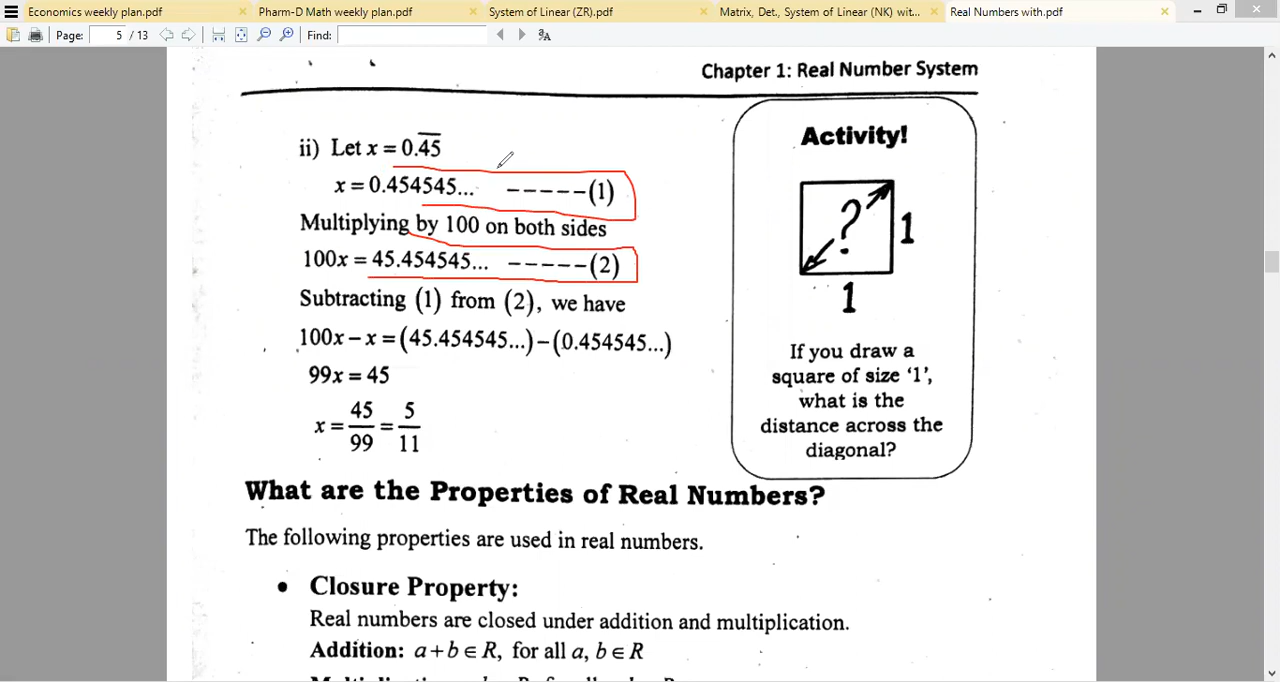 Economics weekly plan.pdf × Pharm-D Math weekly plan.pdf × System of Linear (ZR).pdf × Matrix, Det., System of Linear (NK) wit... × Real Numbers with.pdf ×
Page: 5 / 13 Find:
Chapter 1: Real Number System
ii) Let x = 0.4̅5̅
x = 0.454545... -----(1)
Multiplying by 100 on both sides
100x = 45.454545... -----(2)
Subtracting (1) from (2), we have
100x − x = (45.454545...) − (0.454545...)
99x = 45
x = 45/99 = 5/11
Activity!
?
1
1
If you draw a
square of size ‘1’,
what is the
distance across the
diagonal?
What are the Properties of Real Numbers?
The following properties are used in real numbers.
• Closure Property:
Real numbers are closed under addition and multiplication.
Addition: a + b ∈ R, for all a, b ∈ R